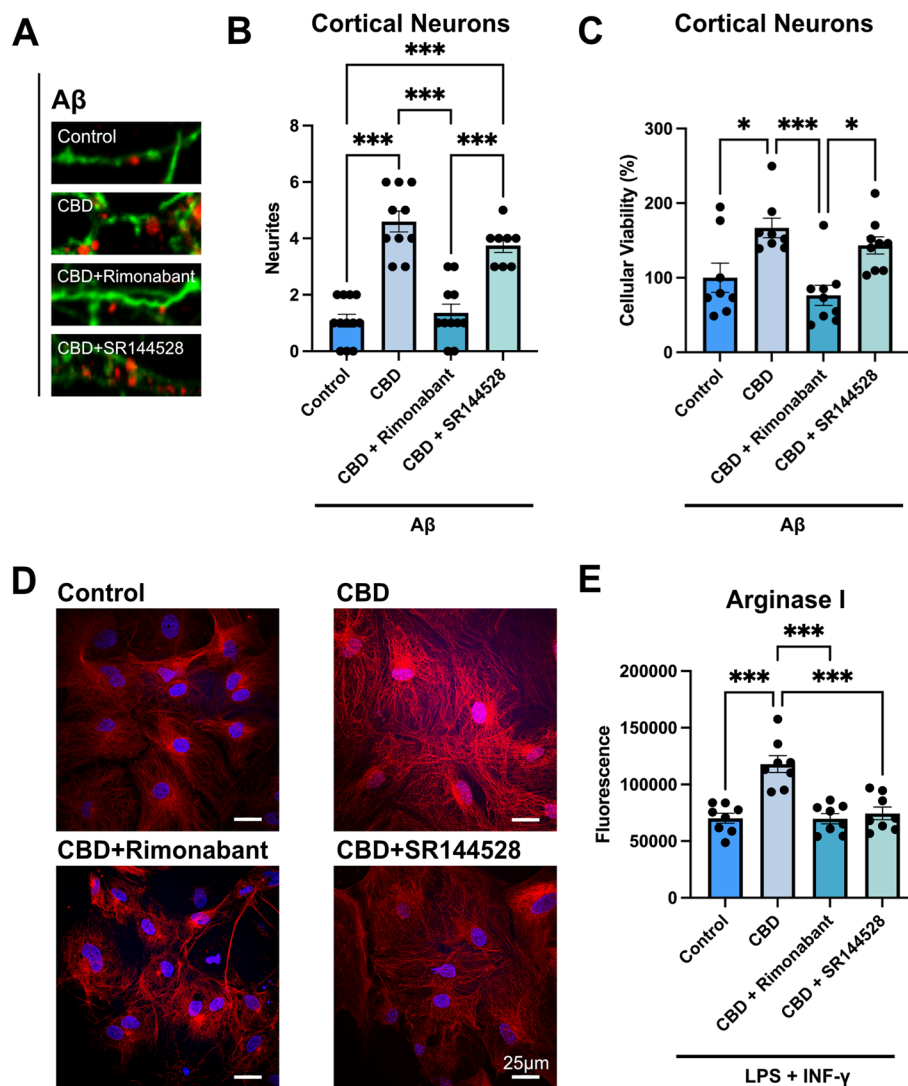 A
Aβ
Control
CBD
CBD+Rimonabant
CBD+SR144528
B
Cortical Neurons
***
***
***
***
Neurites
8
6
4
2
0
Control
CBD
CBD + Rimonabant
CBD + SR144528
Aβ
C
Cortical Neurons
*
***
*
Cellular Viability (%)
300
200
100
0
Control
CBD
CBD + Rimonabant
CBD + SR144528
Aβ
D
Control
CBD
CBD+Rimonabant
CBD+SR144528
25μm
E
Arginase I
***
***
***
Fluorescence
200000
150000
100000
50000
0
Control
CBD
CBD + Rimonabant
CBD + SR144528
LPS + INF-γ